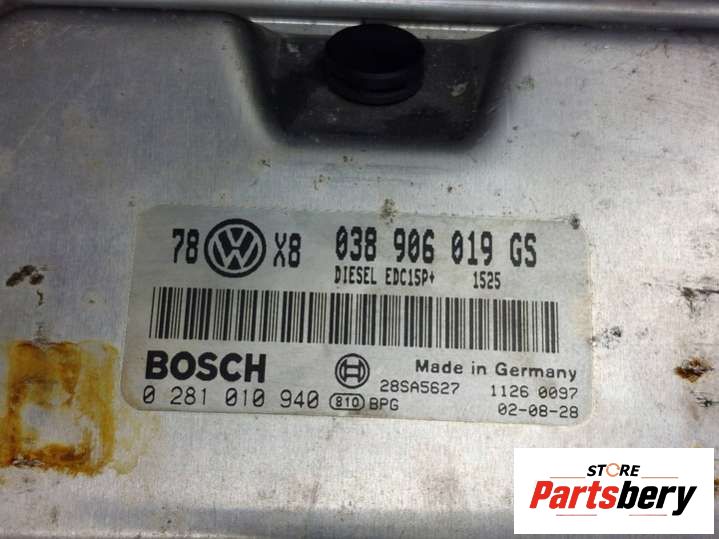 78 VW X8 038 906 019 GS
DIESEL EDC15P+ 1525
BOSCH
Made in Germany
28SA5627 1126 0097
0 281 010 940 810 BPG 02-08-28
STORE
Partsbery